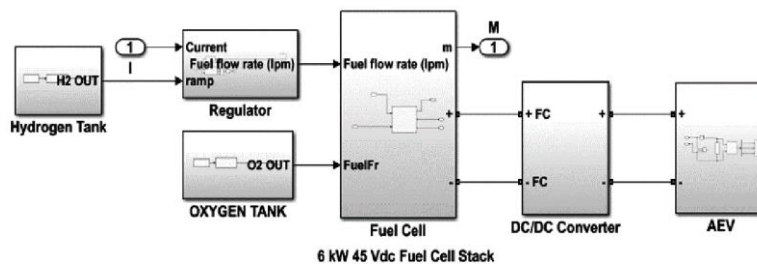 M
1
1
Current
m
1
I
Fuel flow rate (lpm)
Fuel flow rate (lpm)
H2 OUT
ramp
Regulator
Hydrogen Tank
+
+ FC
+
+
O2 OUT
FuelFr
-
- FC
-
-
OXYGEN TANK
Fuel Cell
DC/DC Converter
AEV
6 kW 45 Vdc Fuel Cell Stack